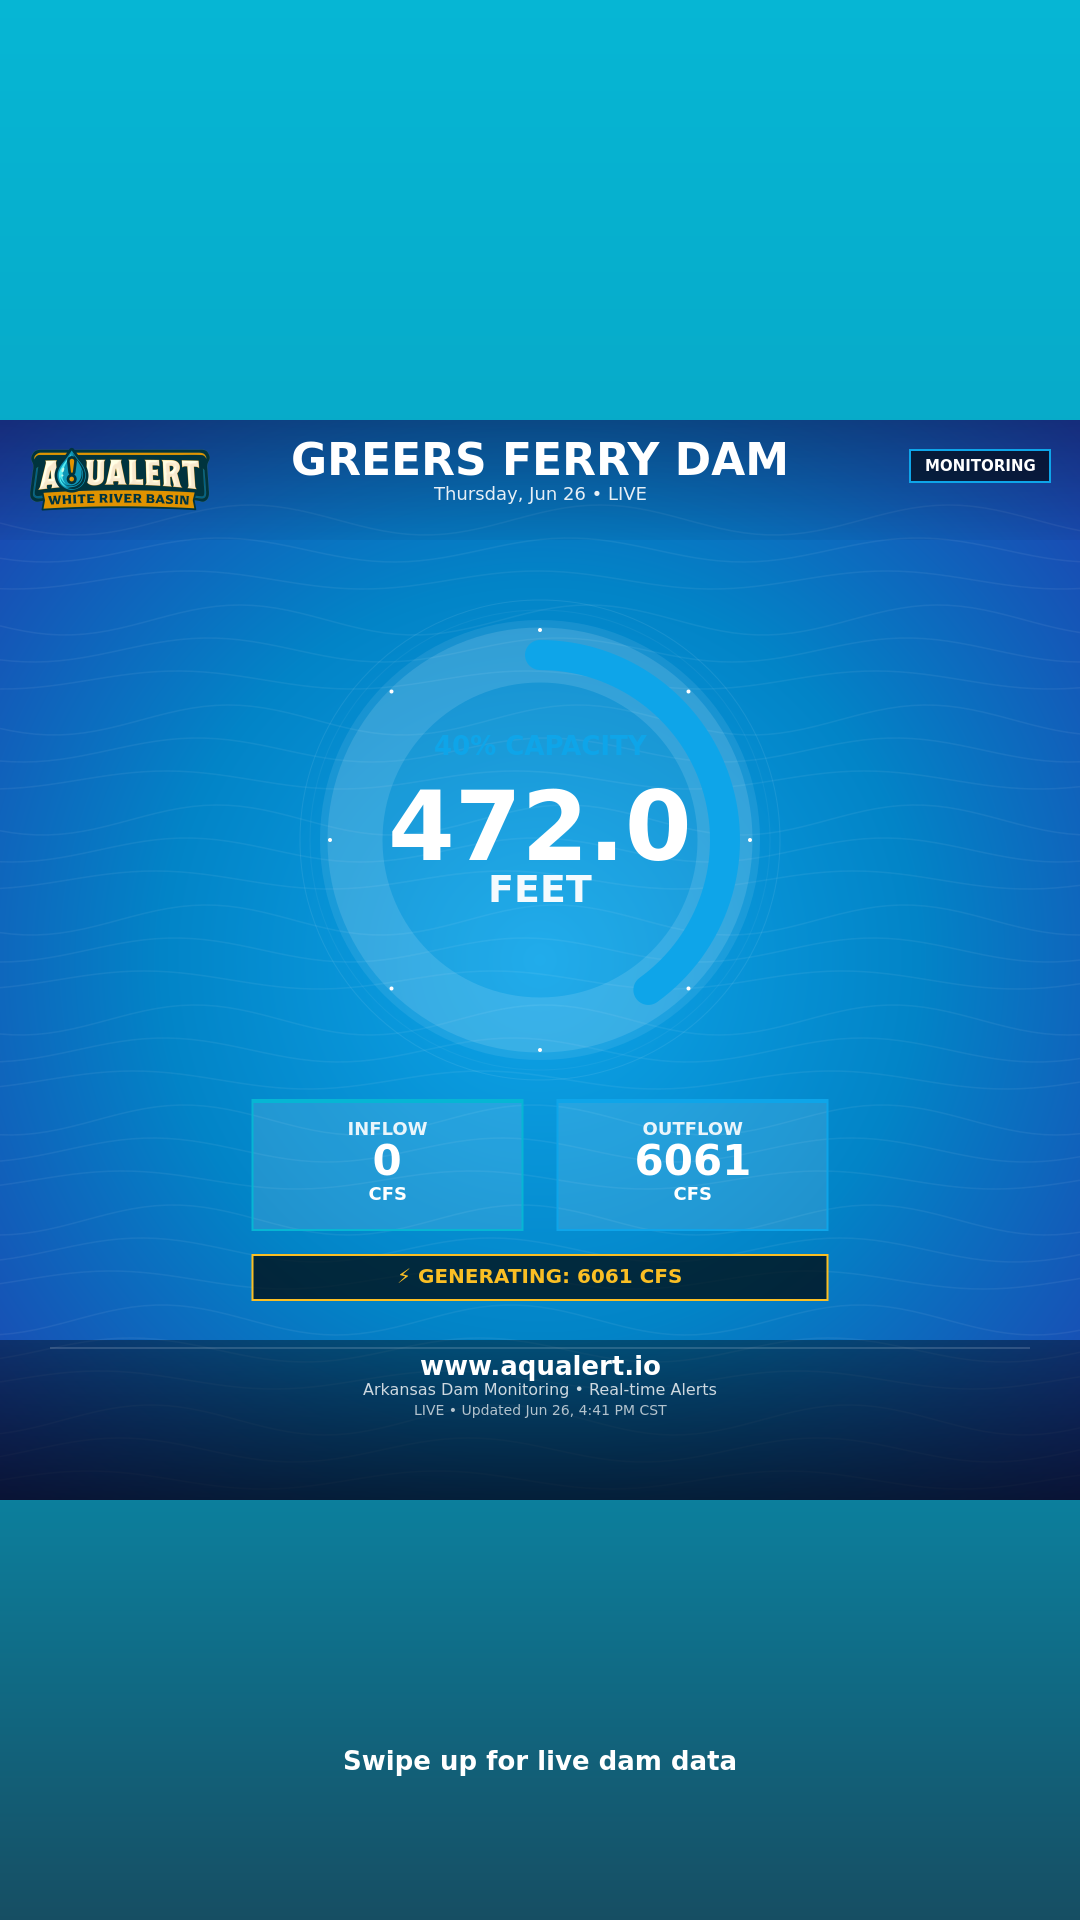 AQUALERT
WHITE RIVER BASIN
GREERS FERRY DAM
Thursday, Jun 26 • LIVE
MONITORING
40% CAPACITY
472.0
FEET
INFLOW
0
CFS
OUTFLOW
6061
CFS
⚡ GENERATING: 6061 CFS
www.aqualert.io
Arkansas Dam Monitoring • Real-time Alerts
LIVE • Updated Jun 26, 4:41 PM CST
Swipe up for live dam data